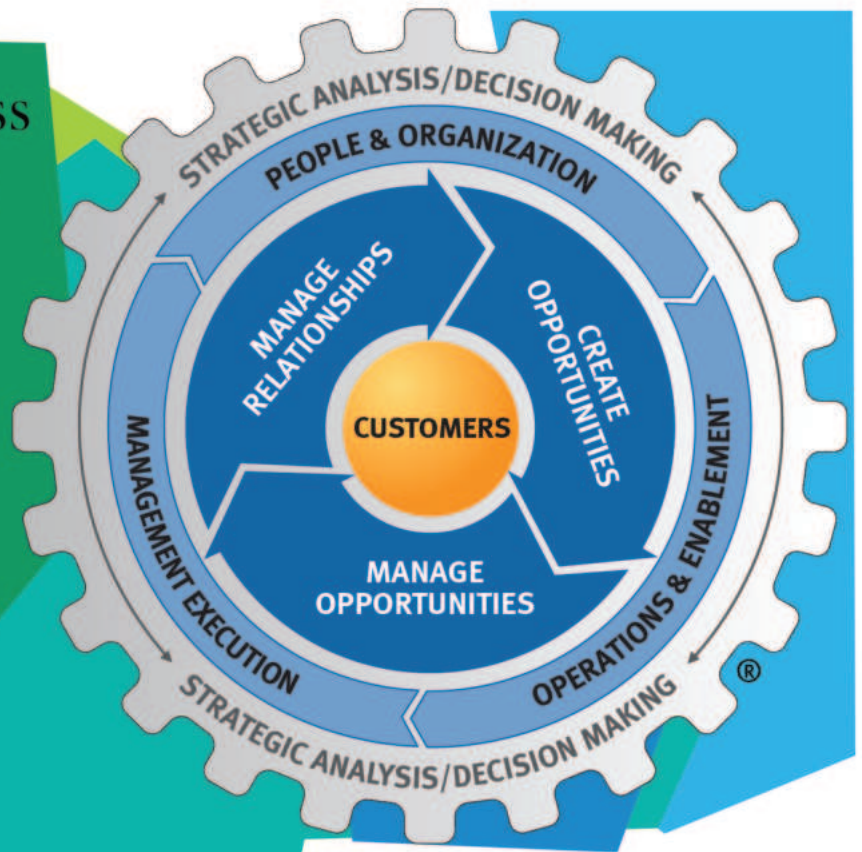 STRATEGIC ANALYSIS/DECISION MAKING
PEOPLE & ORGANIZATION
MANAGE
RELATIONSHIPS
CREATE
OPPORTUNITIES
CUSTOMERS
MANAGE
OPPORTUNITIES
MANAGEMENT EXECUTION
OPERATIONS & ENABLEMENT
STRATEGIC ANALYSIS/DECISION MAKING
®